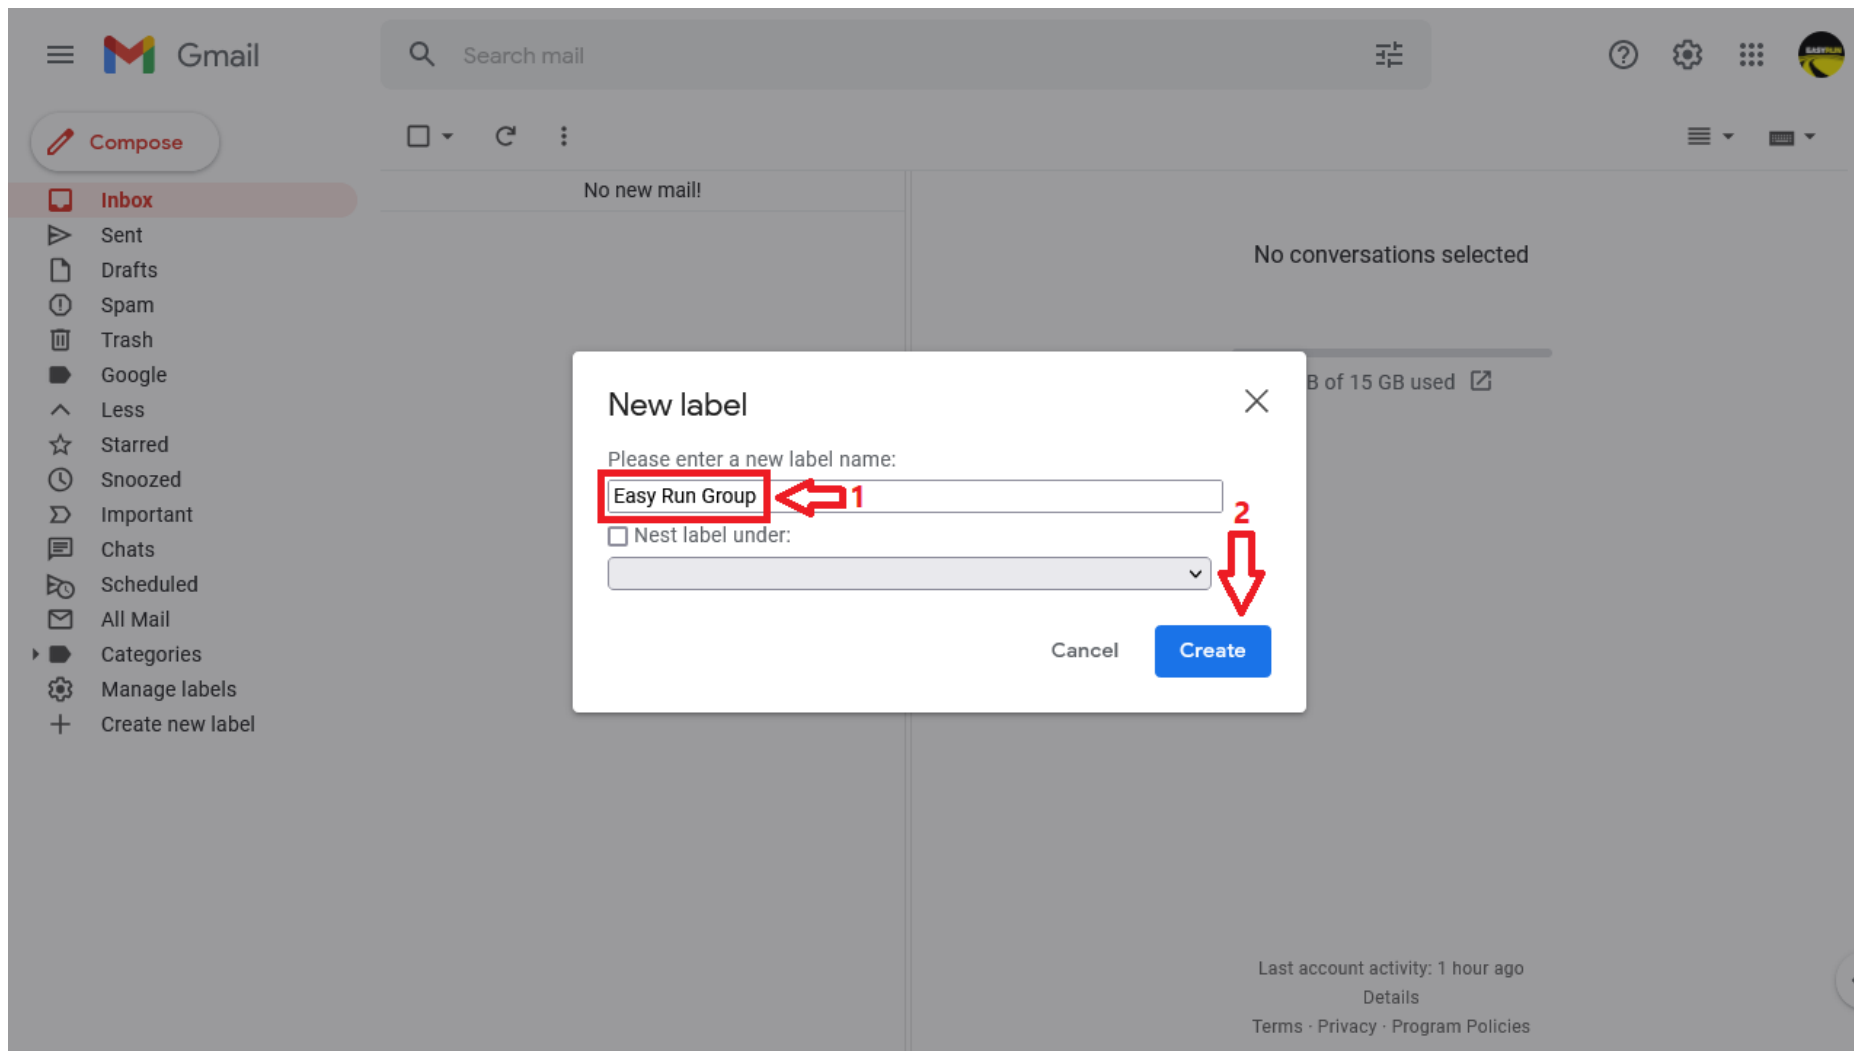 Gmail
Search mail
EASYRUN
Compose
No new mail!
Inbox
Sent
Drafts
Spam
Trash
Google
Less
Starred
Snoozed
Important
Chats
Scheduled
All Mail
Categories
Manage labels
Create new label
No conversations selected
B of 15 GB used
New label
Please enter a new label name:
Easy Run Group
1
Nest label under:
2
Cancel
Create
Last account activity: 1 hour ago
Details
Terms · Privacy · Program Policies